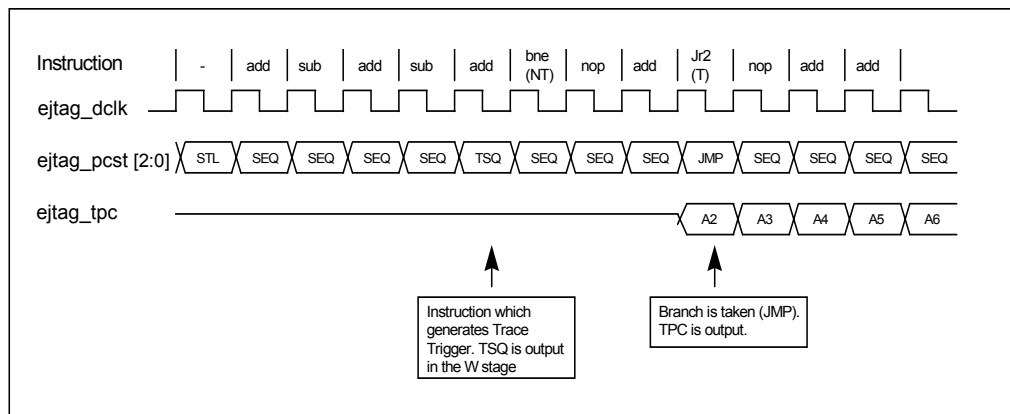 Instruction - add sub add sub add bne (NT) nop add Jr2 (T) nop add add
ejtag_dclk
ejtag_pcst [2:0] STL SEQ SEQ SEQ SEQ TSQ SEQ SEQ SEQ JMP SEQ SEQ SEQ SEQ
ejtag_tpc A2 A3 A4 A5 A6
Instruction which
generates Trace
Trigger. TSQ is output
in the W stage
Branch is taken (JMP).
TPC is output.